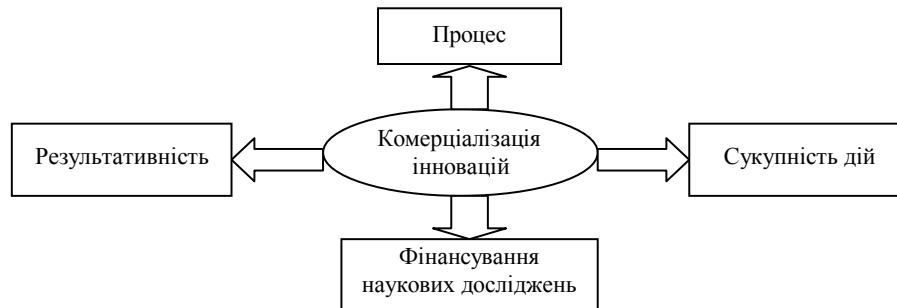 Процес
Результативність
Комерціалізація
інновацій
Сукупність дій
Фінансування
наукових досліджень